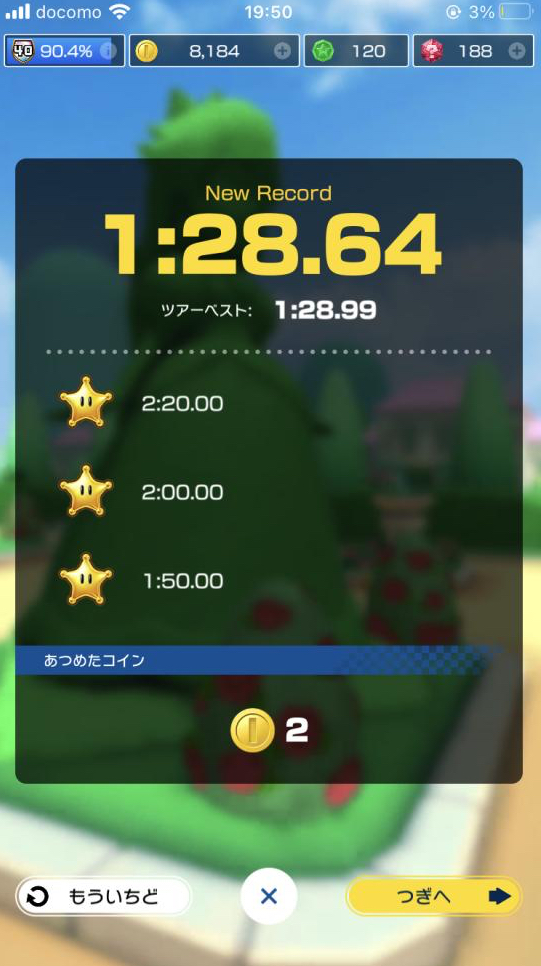 docomo 19:50 3%
40 90.4% 8,184 120 188
New Record
1:28.64
ツアーベスト: 1:28.99
2:20.00
2:00.00
1:50.00
あつめたコイン
2
もういちど × つぎへ